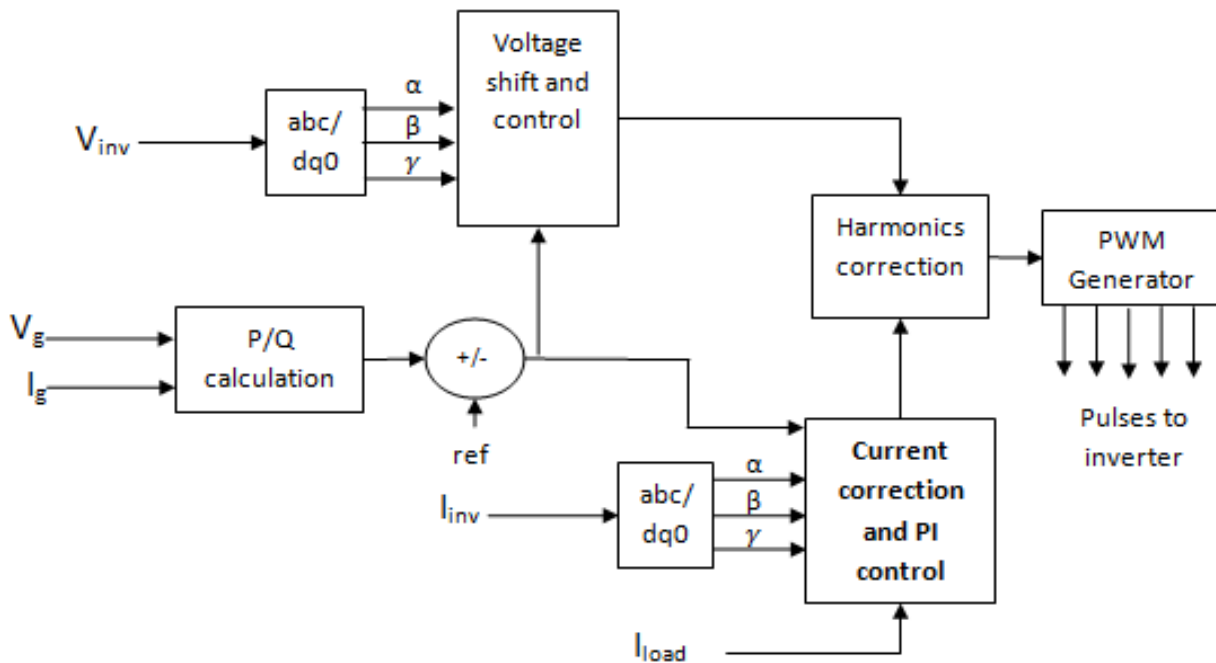 Voltage
shift and
control
α
β
γ
abc/
dq0
V_inv
Harmonics
correction
PWM
Generator
V_g
I_g
P/Q
calculation
+/-
ref
Pulses to
inverter
Current
correction
and PI
control
α
β
γ
abc/
dq0
I_inv
I_load